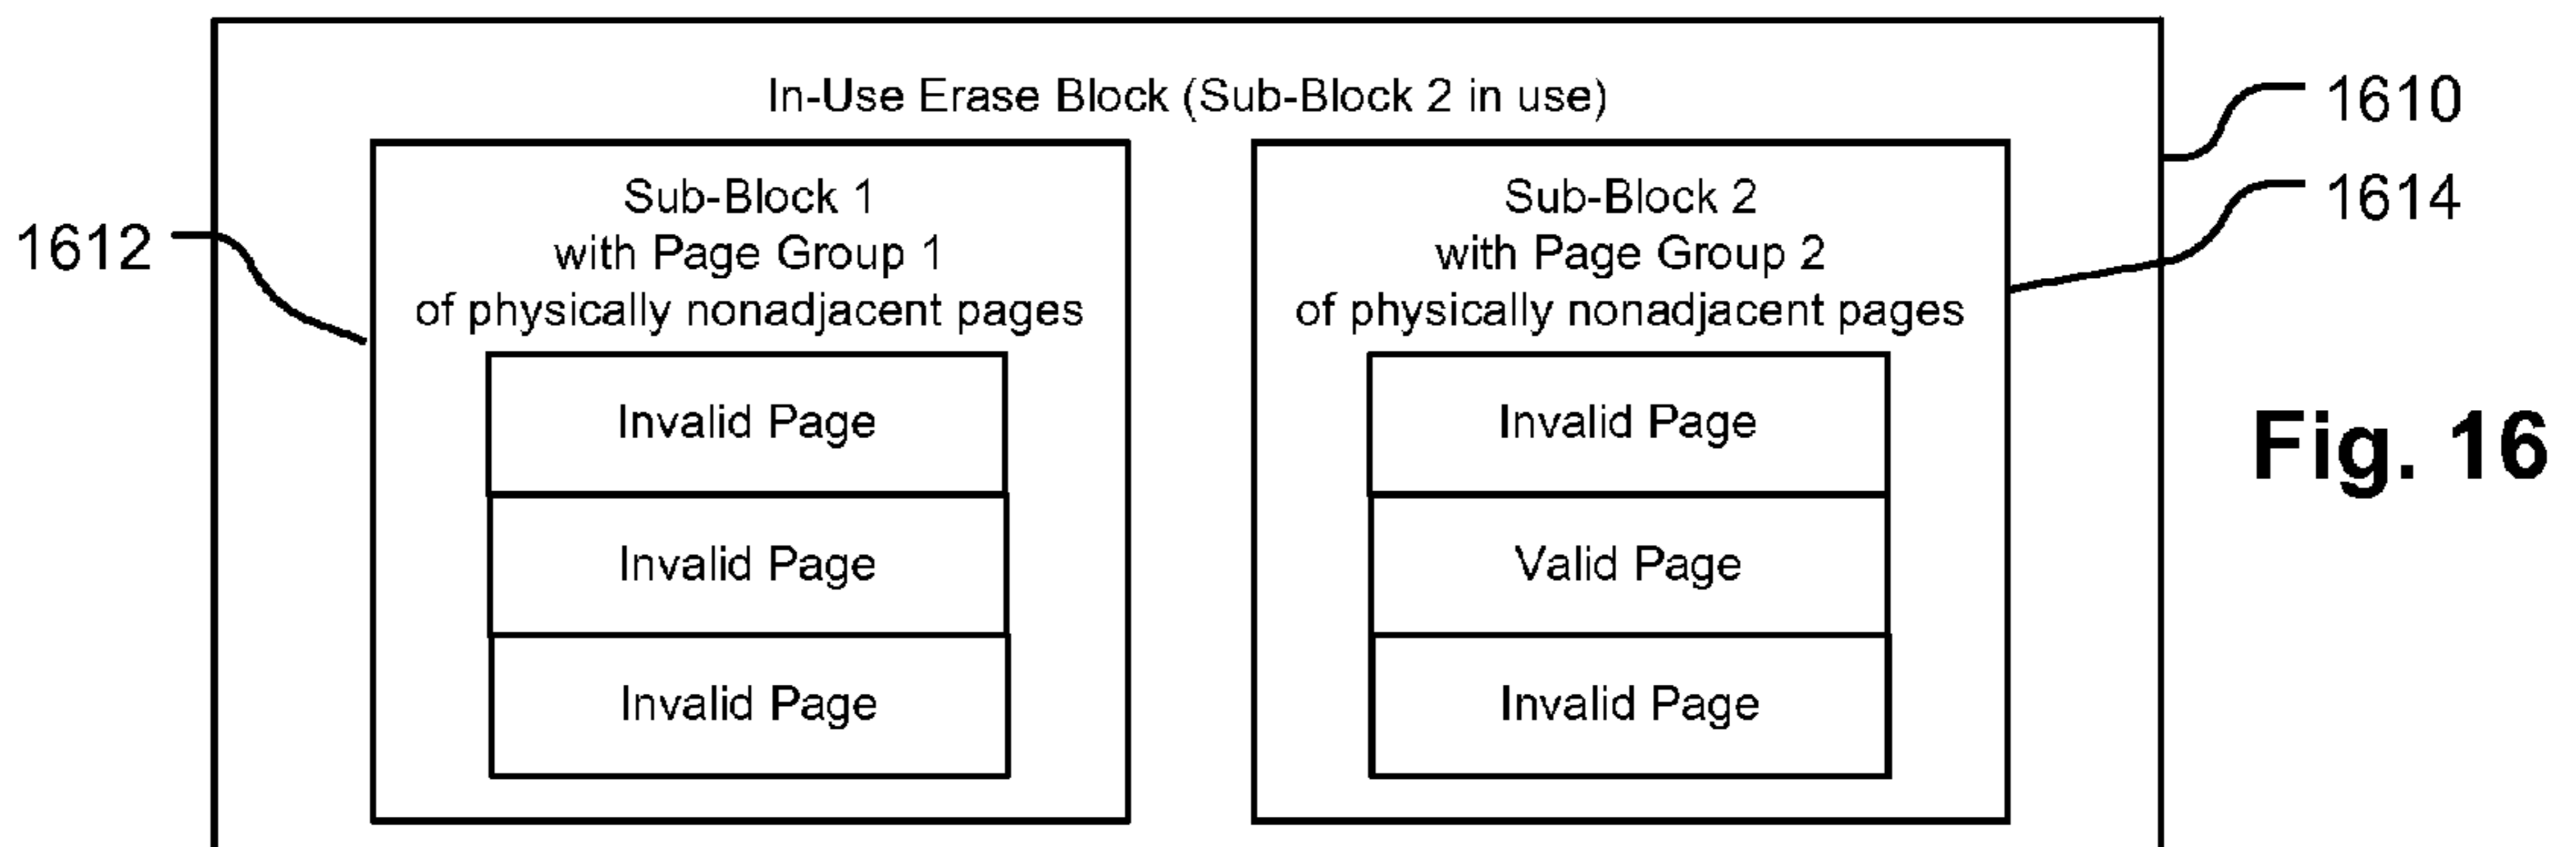 In-Use Erase Block (Sub-Block 2 in use)
1610
1612
Sub-Block 1
with Page Group 1
of physically nonadjacent pages
Invalid Page
Invalid Page
Invalid Page
Sub-Block 2
with Page Group 2
of physically nonadjacent pages
Invalid Page
Valid Page
Invalid Page
1614
Fig. 16